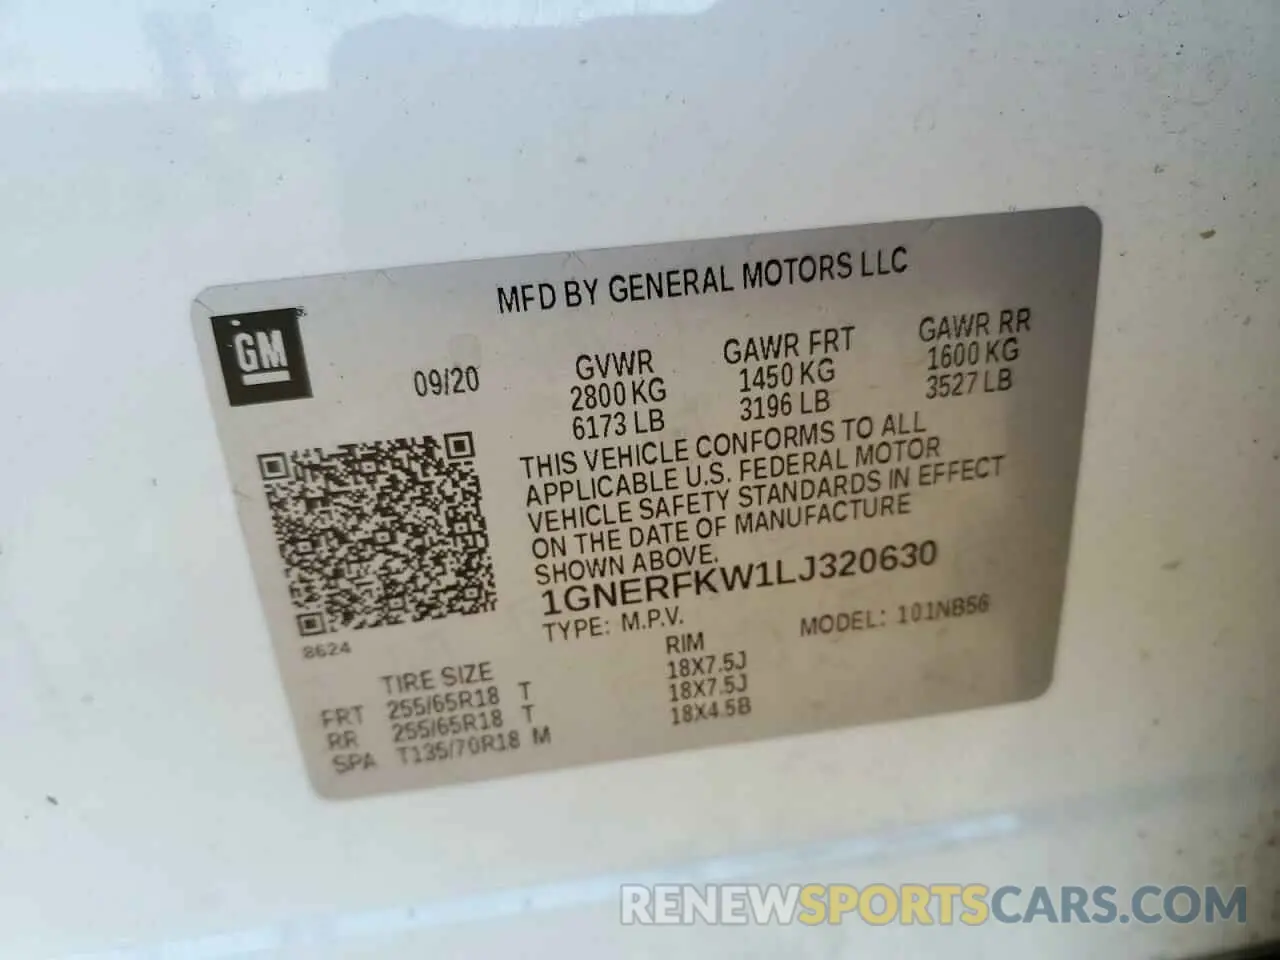 MFD BY GENERAL MOTORS LLC
GM
09/20
GVWR
2800 KG
6173 LB
GAWR FRT
1450 KG
3196 LB
GAWR RR
1600 KG
3527 LB
THIS VEHICLE CONFORMS TO ALL
APPLICABLE U.S. FEDERAL MOTOR
VEHICLE SAFETY STANDARDS IN EFFECT
ON THE DATE OF MANUFACTURE
SHOWN ABOVE.
1GNERFKW1LJ320630
TYPE: M.P.V. MODEL: 101NB56
8624
TIRE SIZE RIM
FRT 255/65R18 T 18X7.5J
RR 255/65R18 T 18X7.5J
SPA T135/70R18 M 18X4.5B
RENEWSPORTSCARS.COM